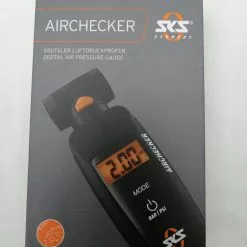 AIRCHECKER
DIGITALER LUFTDRUCKPRÜFER
DIGITAL AIR PRESSURE GAUGE
SKS
GERMANY
2.00
AIRCHECKER
MODE
BAR / PSI